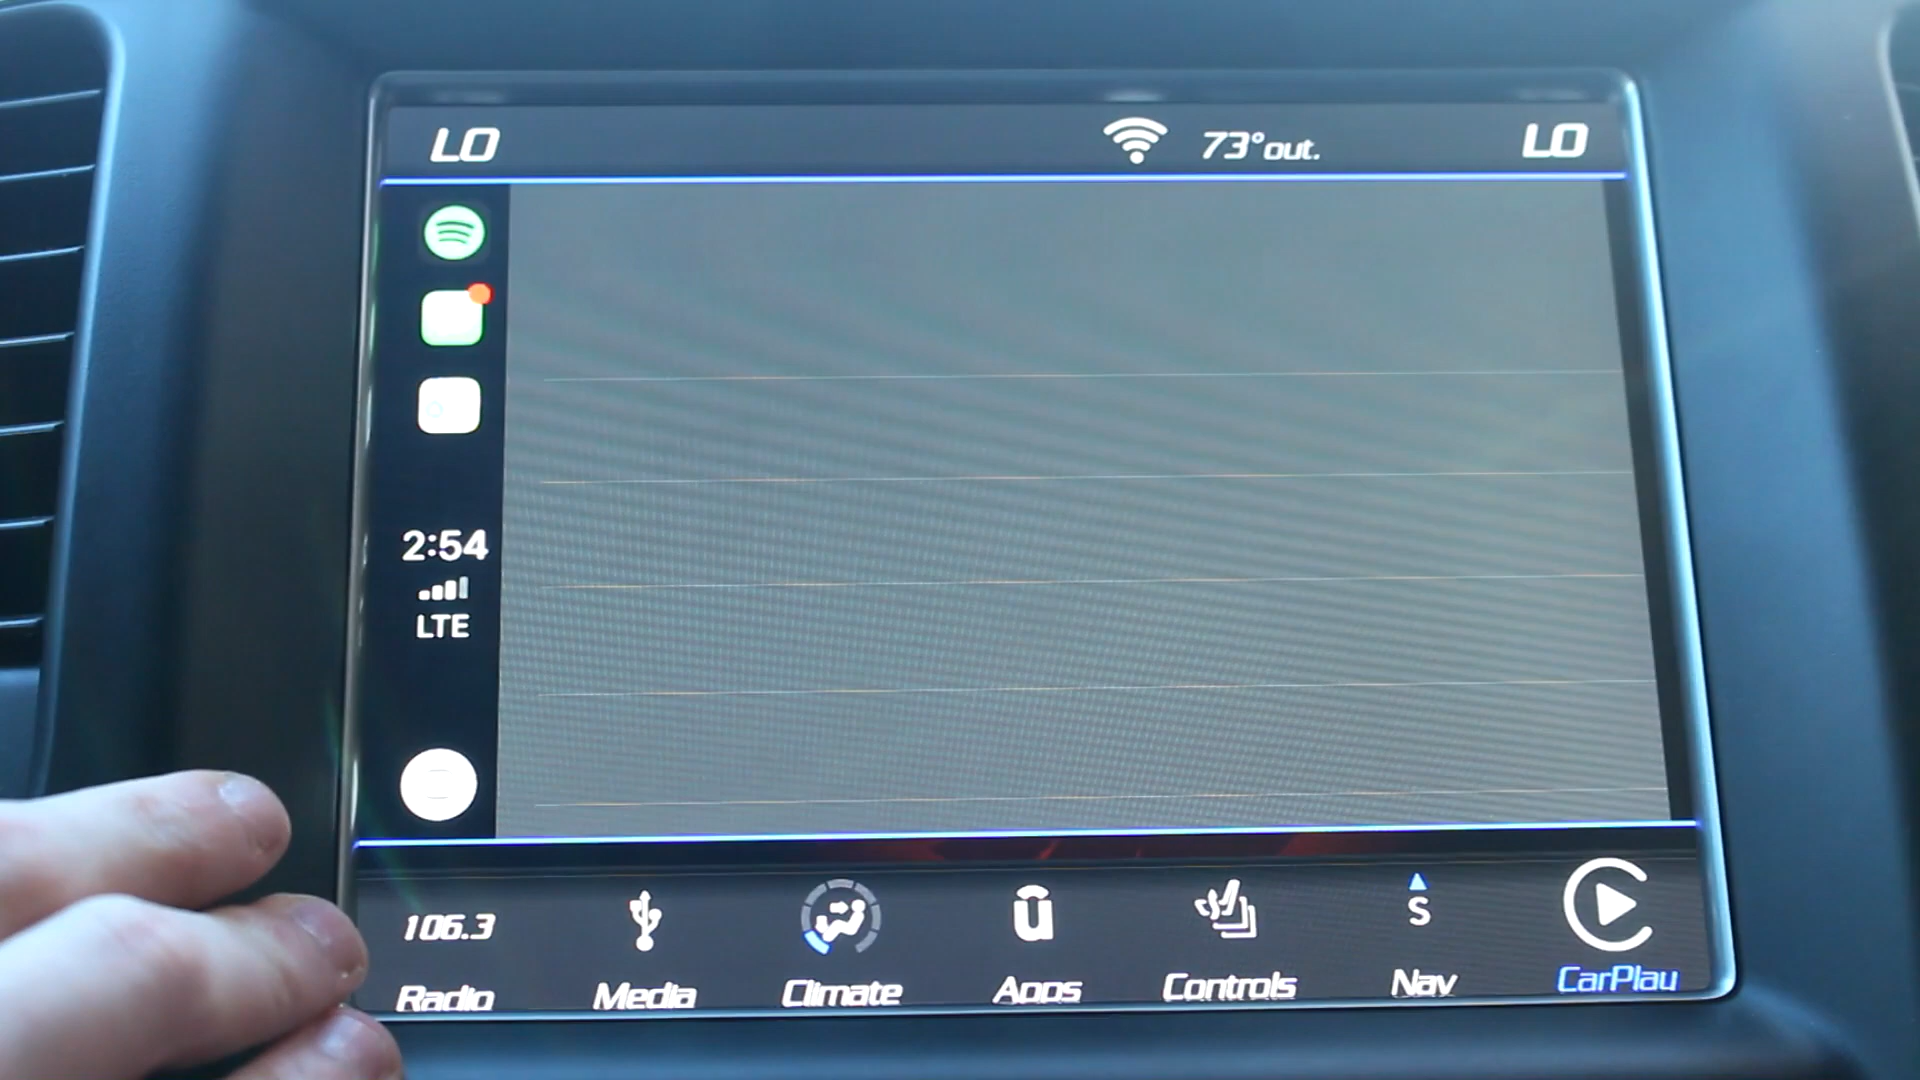 LO
73°out.
LO
2:54
LTE
106.3
S
Radio
Media
Climate
Apps
Controls
Nav
CarPlay